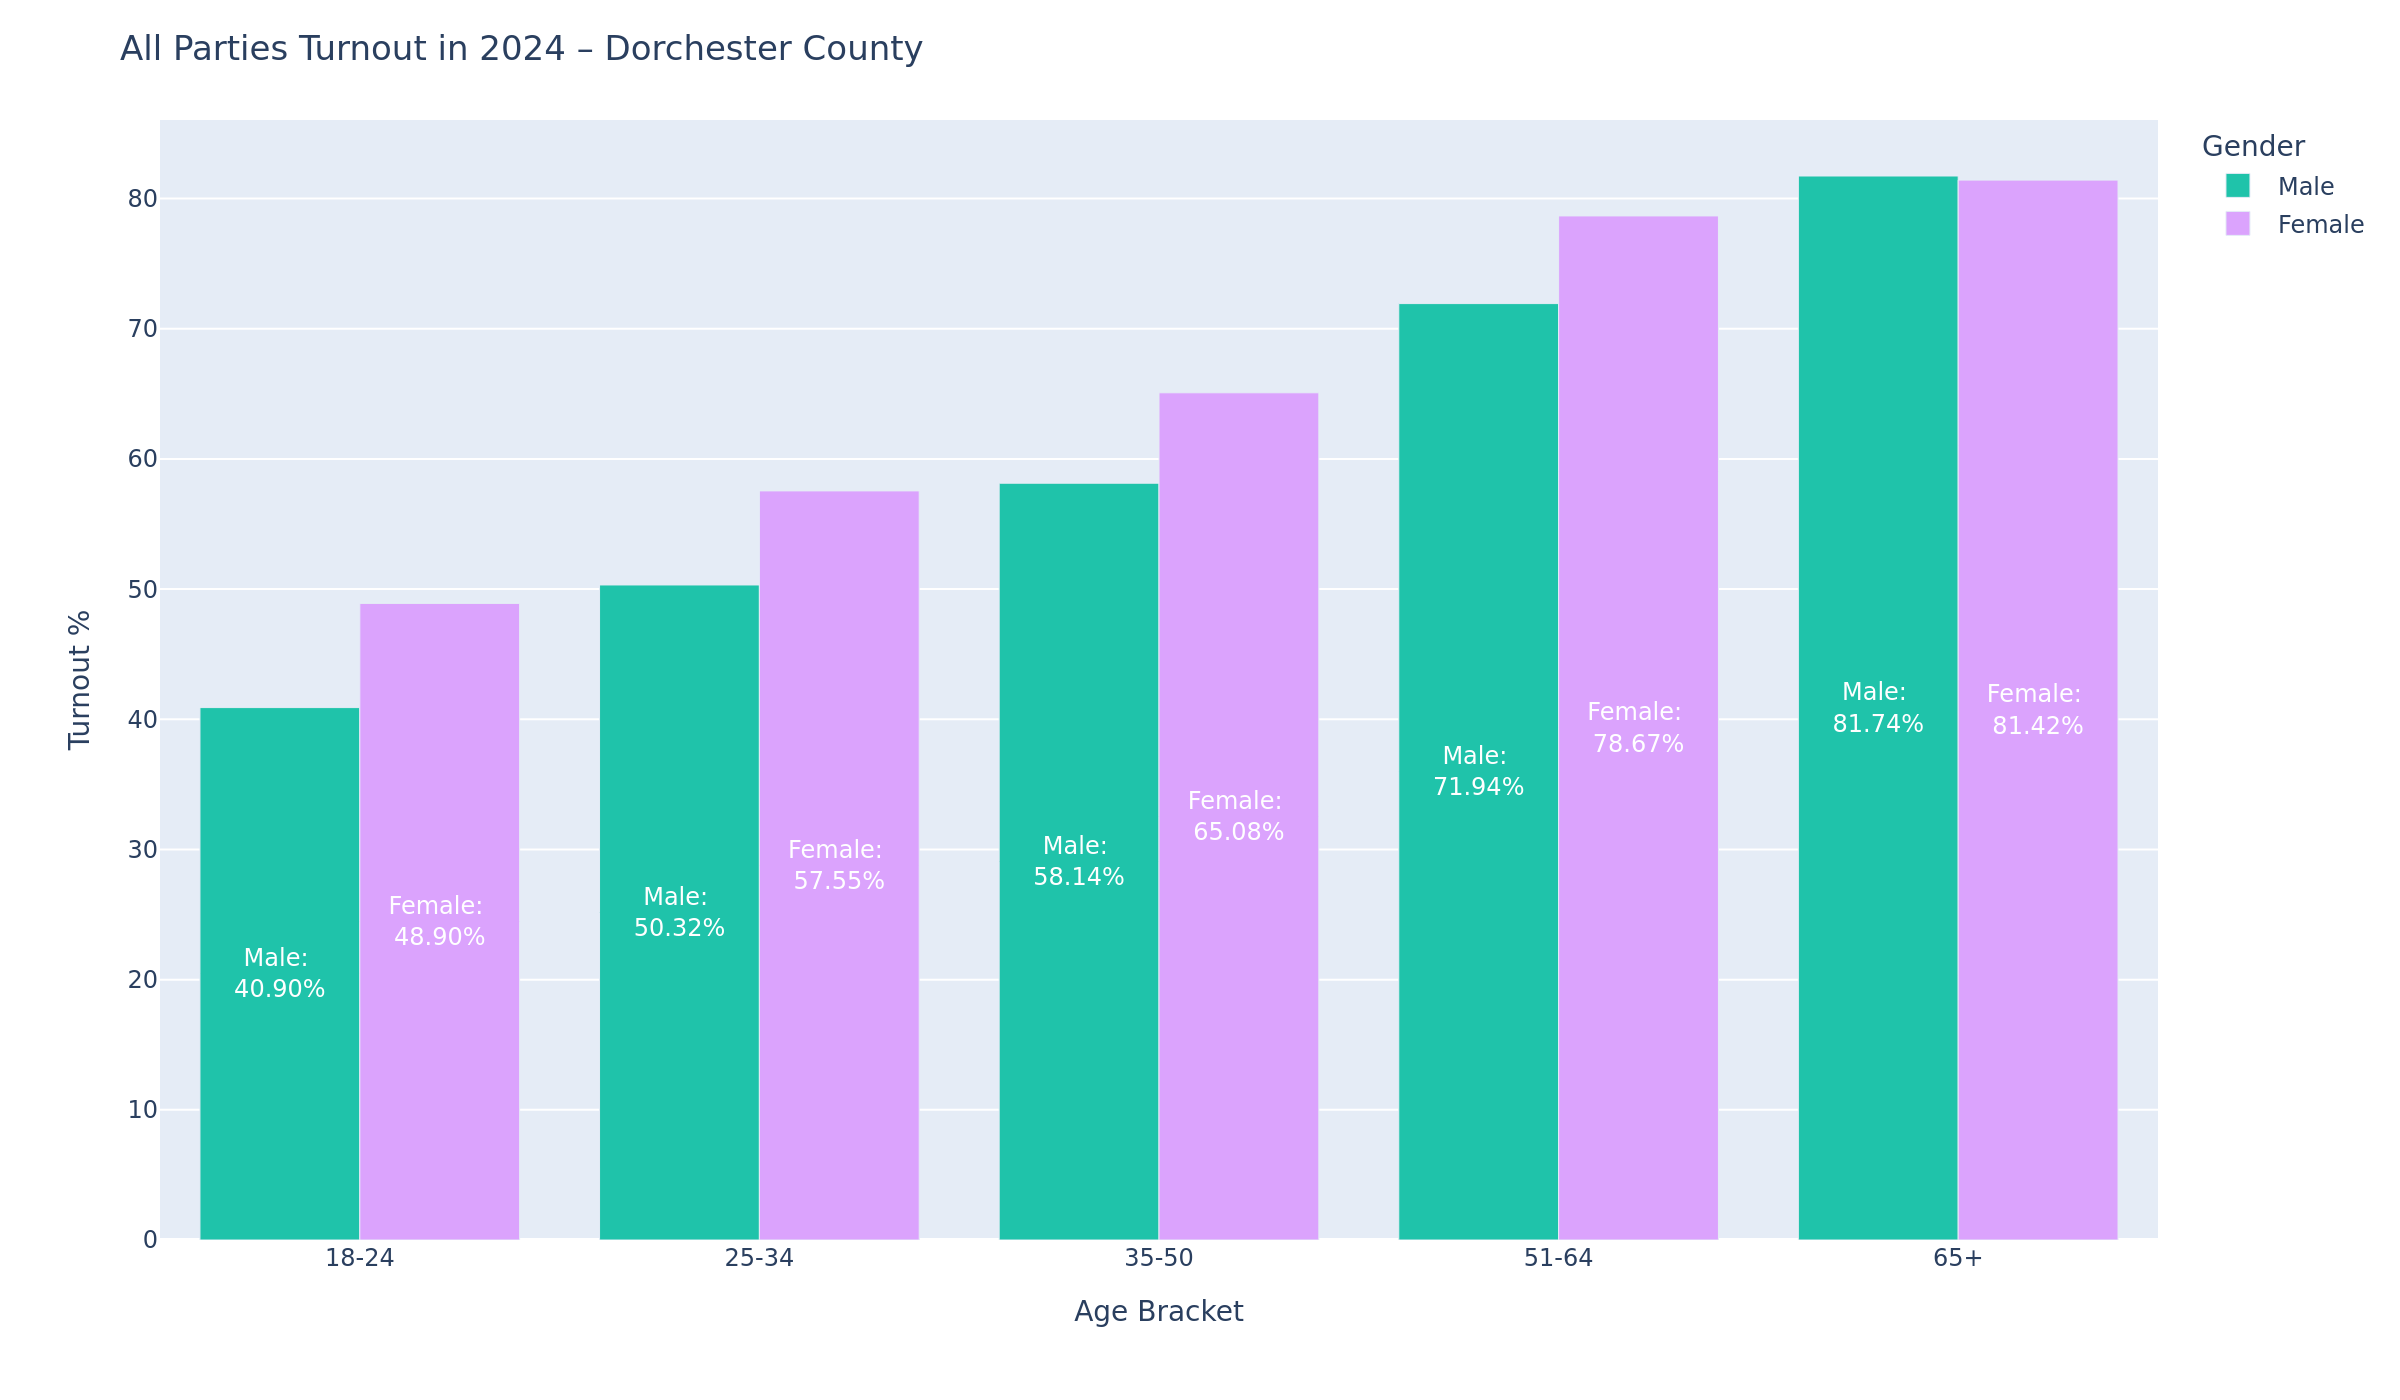 All Parties Turnout in 2024 – Dorchester County
Gender
Male
Female
Turnout %
80
70
60
50
40
30
20
10
0
Male:
40.90%
Female:
48.90%
Male:
50.32%
Female:
57.55%
Male:
58.14%
Female:
65.08%
Male:
71.94%
Female:
78.67%
Male:
81.74%
Female:
81.42%
18-24
25-34
35-50
51-64
65+
Age Bracket